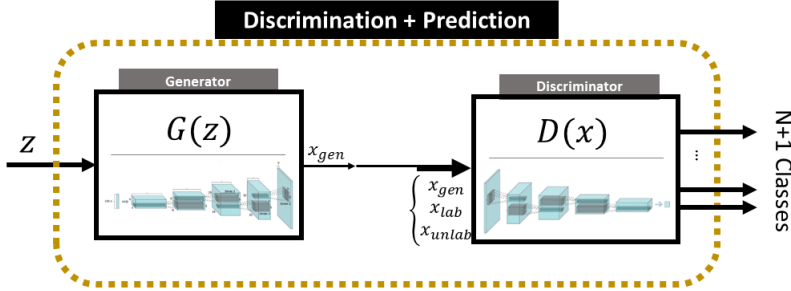 Discrimination + Prediction
Generator
Discriminator
z
G(z)
x_gen
D(x)
x_gen
x_lab
x_unlab
...
N+1 Classes